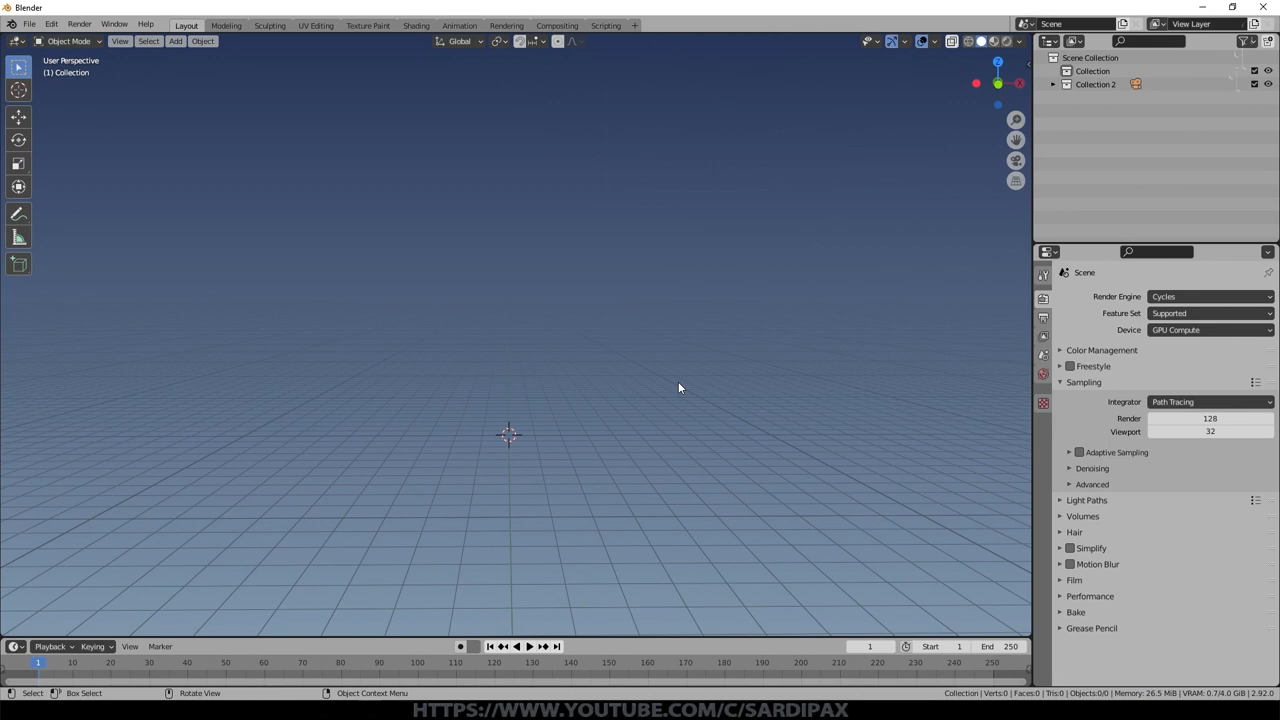 Blender
File Edit Render Window Help Layout Modeling Sculpting UV Editing Texture Paint Shading Animation Rendering Compositing Scripting + Scene View Layer
Object Mode View Select Add Object Global
User Perspective
(1) Collection
Z
X
Scene Collection
Collection
Collection 2
Scene
Render Engine Cycles
Feature Set Supported
Device GPU Compute
Color Management
Freestyle
Sampling
Integrator Path Tracing
Render 128
Viewport 32
Adaptive Sampling
Denoising
Advanced
Light Paths
Volumes
Hair
Simplify
Motion Blur
Film
Performance
Bake
Grease Pencil
Playback Keying View Marker 1 Start 1 End 250
1 10 20 30 40 50 60 70 80 90 100 110 120 130 140 150 160 170 180 190 200 210 220 230 240 250
Select Box Select Rotate View Object Context Menu Collection | Verts:0 | Faces:0 | Tris:0 | Objects:0/0 | Memory: 26.5 MiB | VRAM: 0.7/4.0 GiB | 2.92.0
HTTPS://WWW.YOUTUBE.COM/C/SARDIPAX